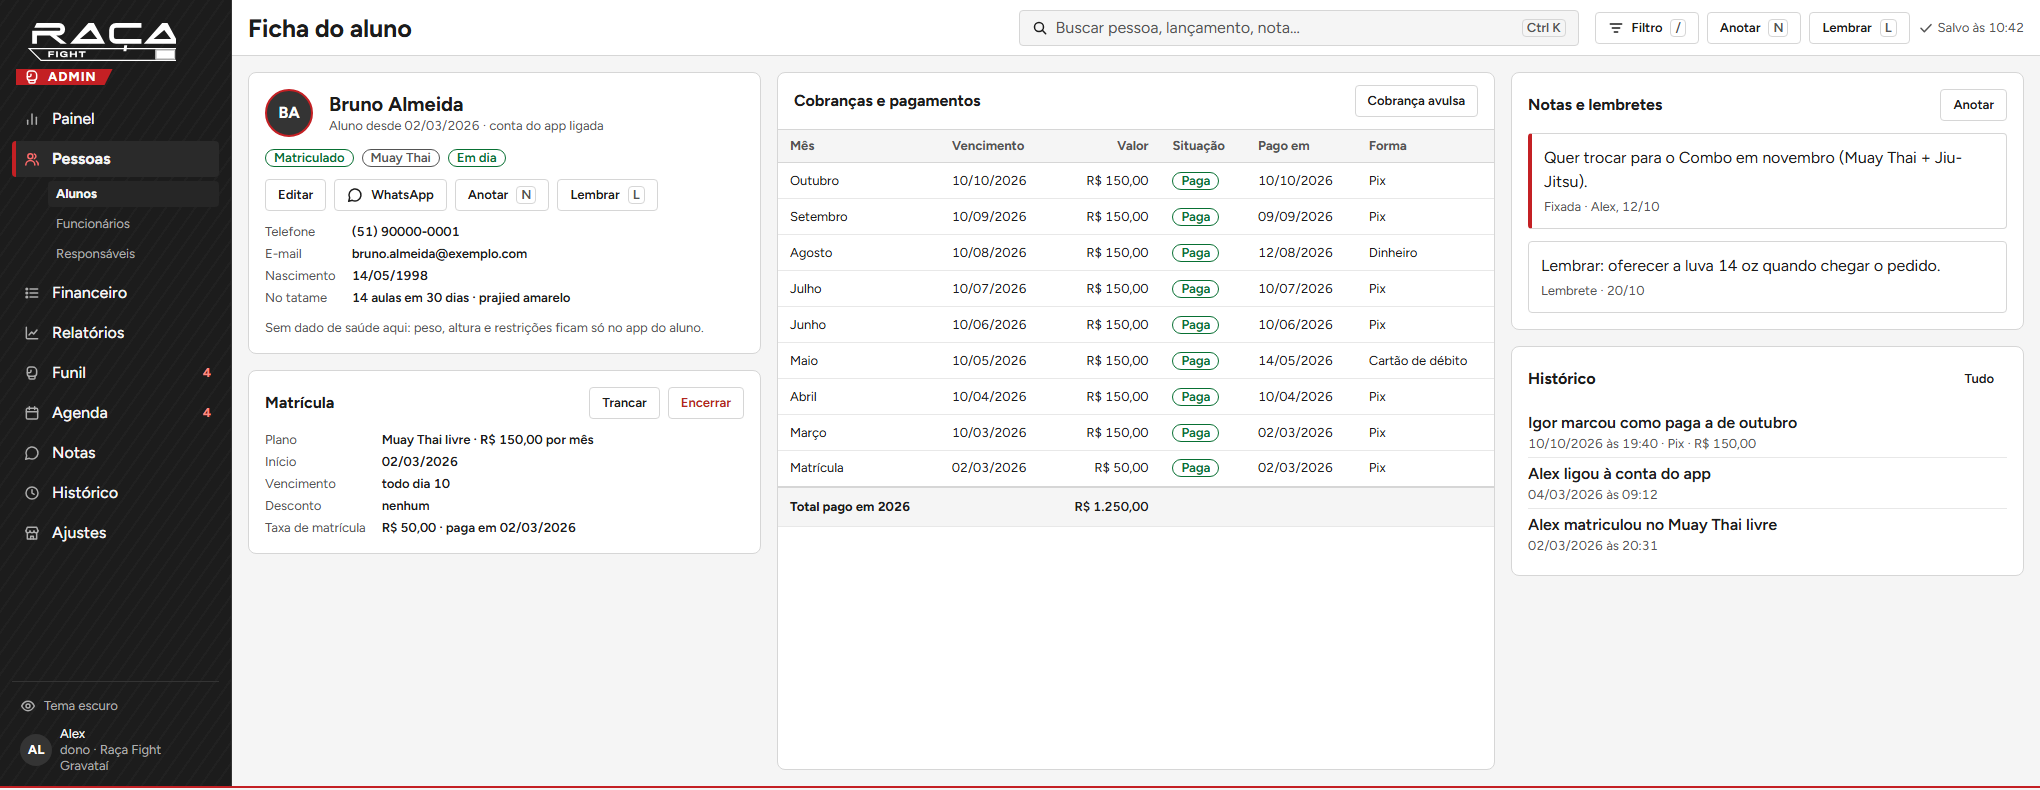 RAÇA
FIGHT
ADMIN
Painel
Pessoas
Alunos
Funcionários
Responsáveis
Financeiro
Relatórios
Funil 4
Agenda 4
Notas
Histórico
Ajustes
Tema escuro
AL
Alex
dono · Raça Fight
Gravataí
Ficha do aluno
Buscar pessoa, lançamento, nota... Ctrl K
Filtro /
Anotar N
Lembrar L
Salvo às 10:42
BA
Bruno Almeida
Aluno desde 02/03/2026 · conta do app ligada
Matriculado Muay Thai Em dia
Editar WhatsApp Anotar N Lembrar L
Telefone (51) 90000-0001
E-mail bruno.almeida@exemplo.com
Nascimento 14/05/1998
No tatame 14 aulas em 30 dias · prajied amarelo
Sem dado de saúde aqui: peso, altura e restrições ficam só no app do aluno.
Matrícula Trancar Encerrar
Plano Muay Thai livre · R$ 150,00 por mês
Início 02/03/2026
Vencimento todo dia 10
Desconto nenhum
Taxa de matrícula R$ 50,00 · paga em 02/03/2026
Cobranças e pagamentos Cobrança avulsa
Mês Vencimento Valor Situação Pago em Forma
Outubro 10/10/2026 R$ 150,00 Paga 10/10/2026 Pix
Setembro 10/09/2026 R$ 150,00 Paga 09/09/2026 Pix
Agosto 10/08/2026 R$ 150,00 Paga 12/08/2026 Dinheiro
Julho 10/07/2026 R$ 150,00 Paga 10/07/2026 Pix
Junho 10/06/2026 R$ 150,00 Paga 10/06/2026 Pix
Maio 10/05/2026 R$ 150,00 Paga 14/05/2026 Cartão de débito
Abril 10/04/2026 R$ 150,00 Paga 10/04/2026 Pix
Março 10/03/2026 R$ 150,00 Paga 02/03/2026 Pix
Matrícula 02/03/2026 R$ 50,00 Paga 02/03/2026 Pix
Total pago em 2026 R$ 1.250,00
Notas e lembretes Anotar
Quer trocar para o Combo em novembro (Muay Thai + Jiu-
Jitsu).
Fixada · Alex, 12/10
Lembrar: oferecer a luva 14 oz quando chegar o pedido.
Lembrete · 20/10
Histórico Tudo
Igor marcou como paga a de outubro
10/10/2026 às 19:40 · Pix · R$ 150,00
Alex ligou à conta do app
04/03/2026 às 09:12
Alex matriculou no Muay Thai livre
02/03/2026 às 20:31